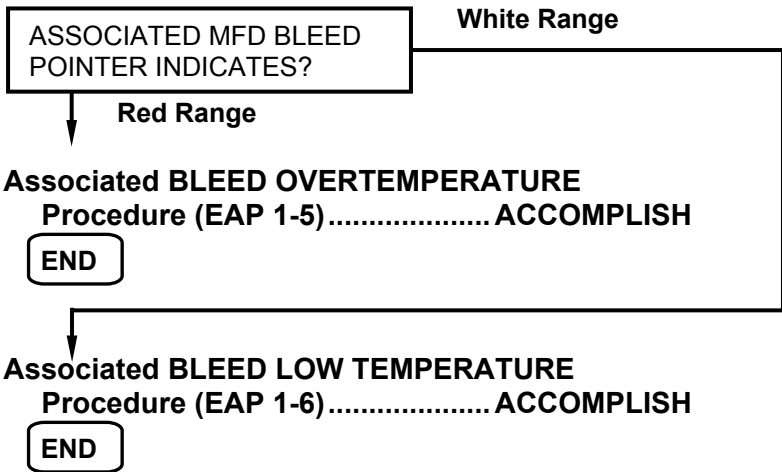 ASSOCIATED MFD BLEED
POINTER INDICATES?
White Range
Red Range
Associated BLEED OVERTEMPERATURE
Procedure (EAP 1-5).................... ACCOMPLISH
END
Associated BLEED LOW TEMPERATURE
Procedure (EAP 1-6).................... ACCOMPLISH
END